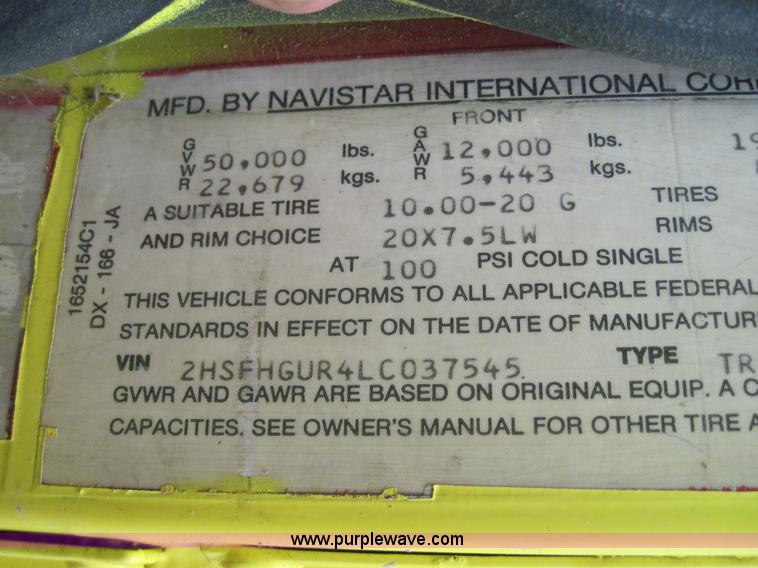 MFD. BY NAVISTAR INTERNATIONAL
FRONT
GVWR 50,000 lbs. GAWR 12,000 lbs. 19
22,679 kgs. 5,443 kgs.
A SUITABLE TIRE 10.00-20 G TIRES
AND RIM CHOICE 20X7.5LW RIMS
AT 100 PSI COLD SINGLE
THIS VEHICLE CONFORMS TO ALL APPLICABLE FEDERAL
STANDARDS IN EFFECT ON THE DATE OF MANUFACTUR
VIN 2HSFHGUR4LC037545 TYPE TR
GVWR AND GAWR ARE BASED ON ORIGINAL EQUIP. A C
CAPACITIES. SEE OWNER'S MANUAL FOR OTHER TIRE A
1652154C1
DX - 166 - JA
www.purplewave.com